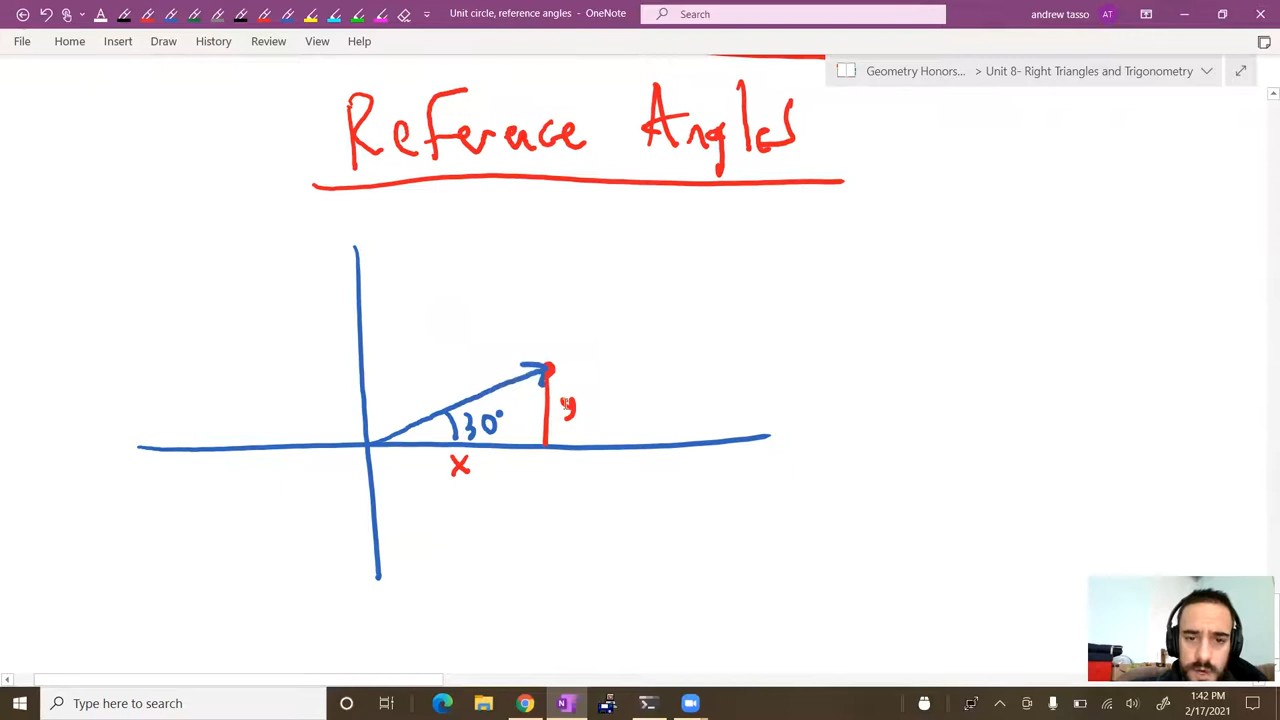 Unit circle, reference angles - OneNote
Search
andrew tasso
AT
File Home Insert Draw History Review View Help
Geometry Honors... > Unit 8- Right Triangles and Trigonometry
Reference Angles
y
30°
x
Type here to search
1:42 PM
2/17/2021